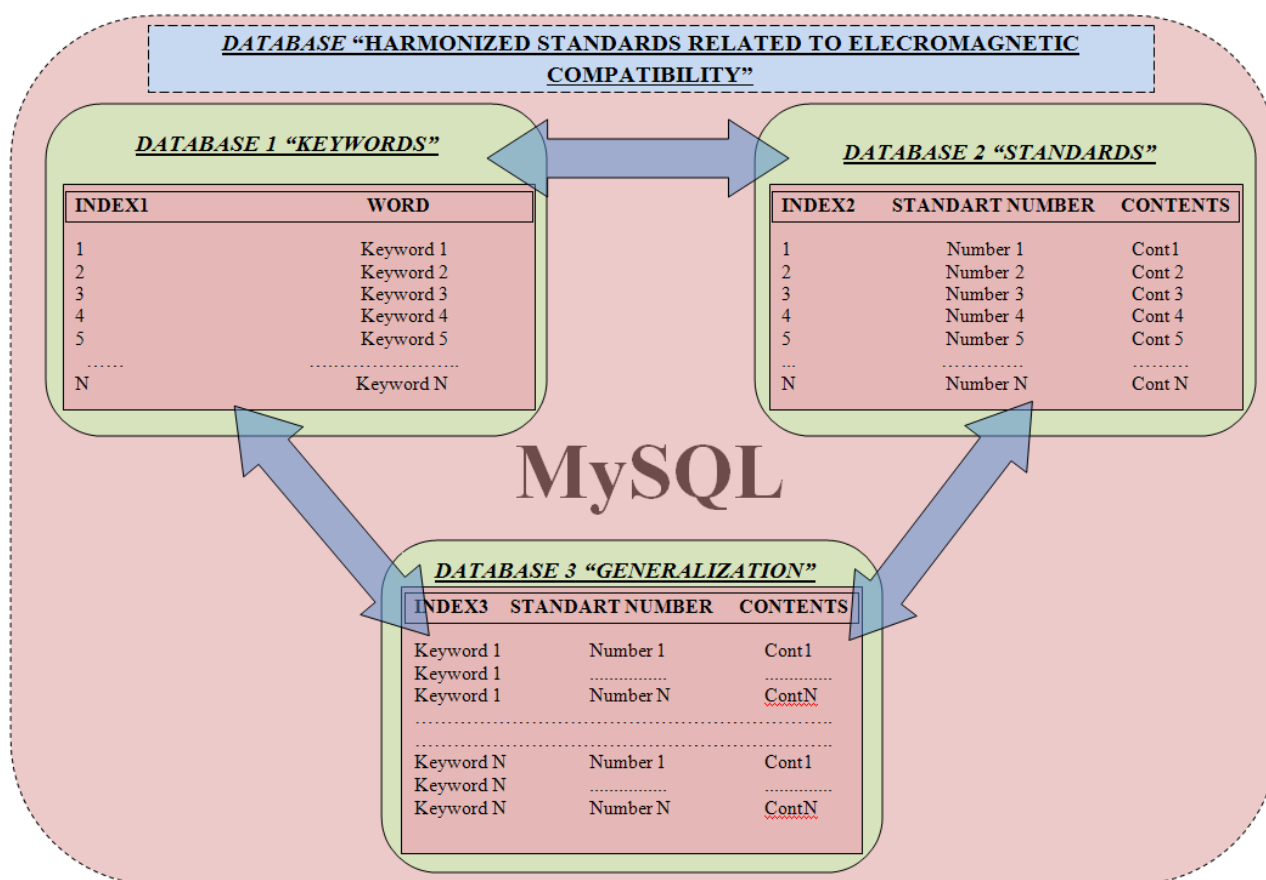 DATABASE “HARMONIZED STANDARDS RELATED TO ELECROMAGNETIC
COMPATIBILITY”
DATABASE 1 “KEYWORDS”
INDEX1 WORD
1 Keyword 1
2 Keyword 2
3 Keyword 3
4 Keyword 4
5 Keyword 5
...... .........................
N Keyword N
DATABASE 2 “STANDARDS”
INDEX2 STANDART NUMBER CONTENTS
1 Number 1 Cont1
2 Number 2 Cont 2
3 Number 3 Cont 3
4 Number 4 Cont 4
5 Number 5 Cont 5
... .............. .........
N Number N Cont N
MySQL
DATABASE 3 “GENERALIZATION”
INDEX3 STANDART NUMBER CONTENTS
Keyword 1 Number 1 Cont1
Keyword 1 .............. .............
Keyword 1 Number N ContN
........................................................................
........................................................................
Keyword N Number 1 Cont1
Keyword N .............. .............
Keyword N Number N ContN